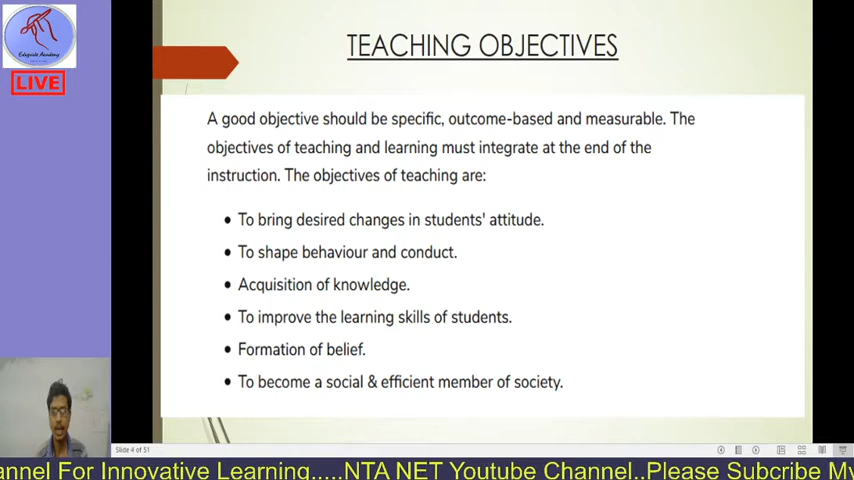 Eduguide Academy
LIVE
TEACHING OBJECTIVES
A good objective should be specific, outcome-based and measurable. The
objectives of teaching and learning must integrate at the end of the
instruction. The objectives of teaching are:
• To bring desired changes in students' attitude.
• To shape behaviour and conduct.
• Acquisition of knowledge.
• To improve the learning skills of students.
• Formation of belief.
• To become a social & efficient member of society.
Slide 4 of 51
annel For Innovative Learning.....NTA NET Youtube Channel..Please Subcribe My